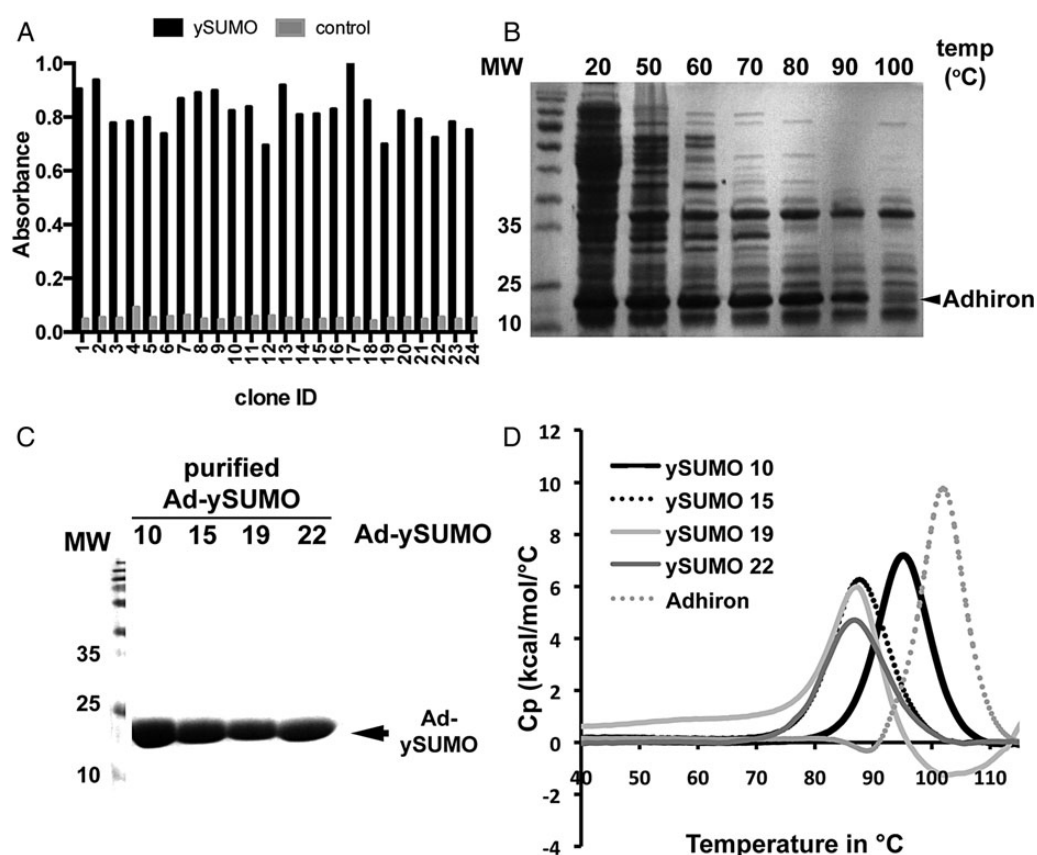 A
ySUMO control
1.0
0.8
0.6
0.4
0.2
0.0
Absorbance
1 2 3 4 5 6 7 8 9 10 11 12 13 14 15 16 17 18 19 20 21 22 23 24
clone ID
B
MW 20 50 60 70 80 90 100 temp
(°C)
35
25
10
Adhiron
C
purified
Ad-ySUMO
MW 10 15 19 22 Ad-ySUMO
35
25
10
Ad-
ySUMO
D
12
10
8
6
4
2
0
-2
-4
Cp (kcal/mol/°C)
ySUMO 10
ySUMO 15
ySUMO 19
ySUMO 22
Adhiron
40 50 60 70 80 90 100 110
Temperature in °C